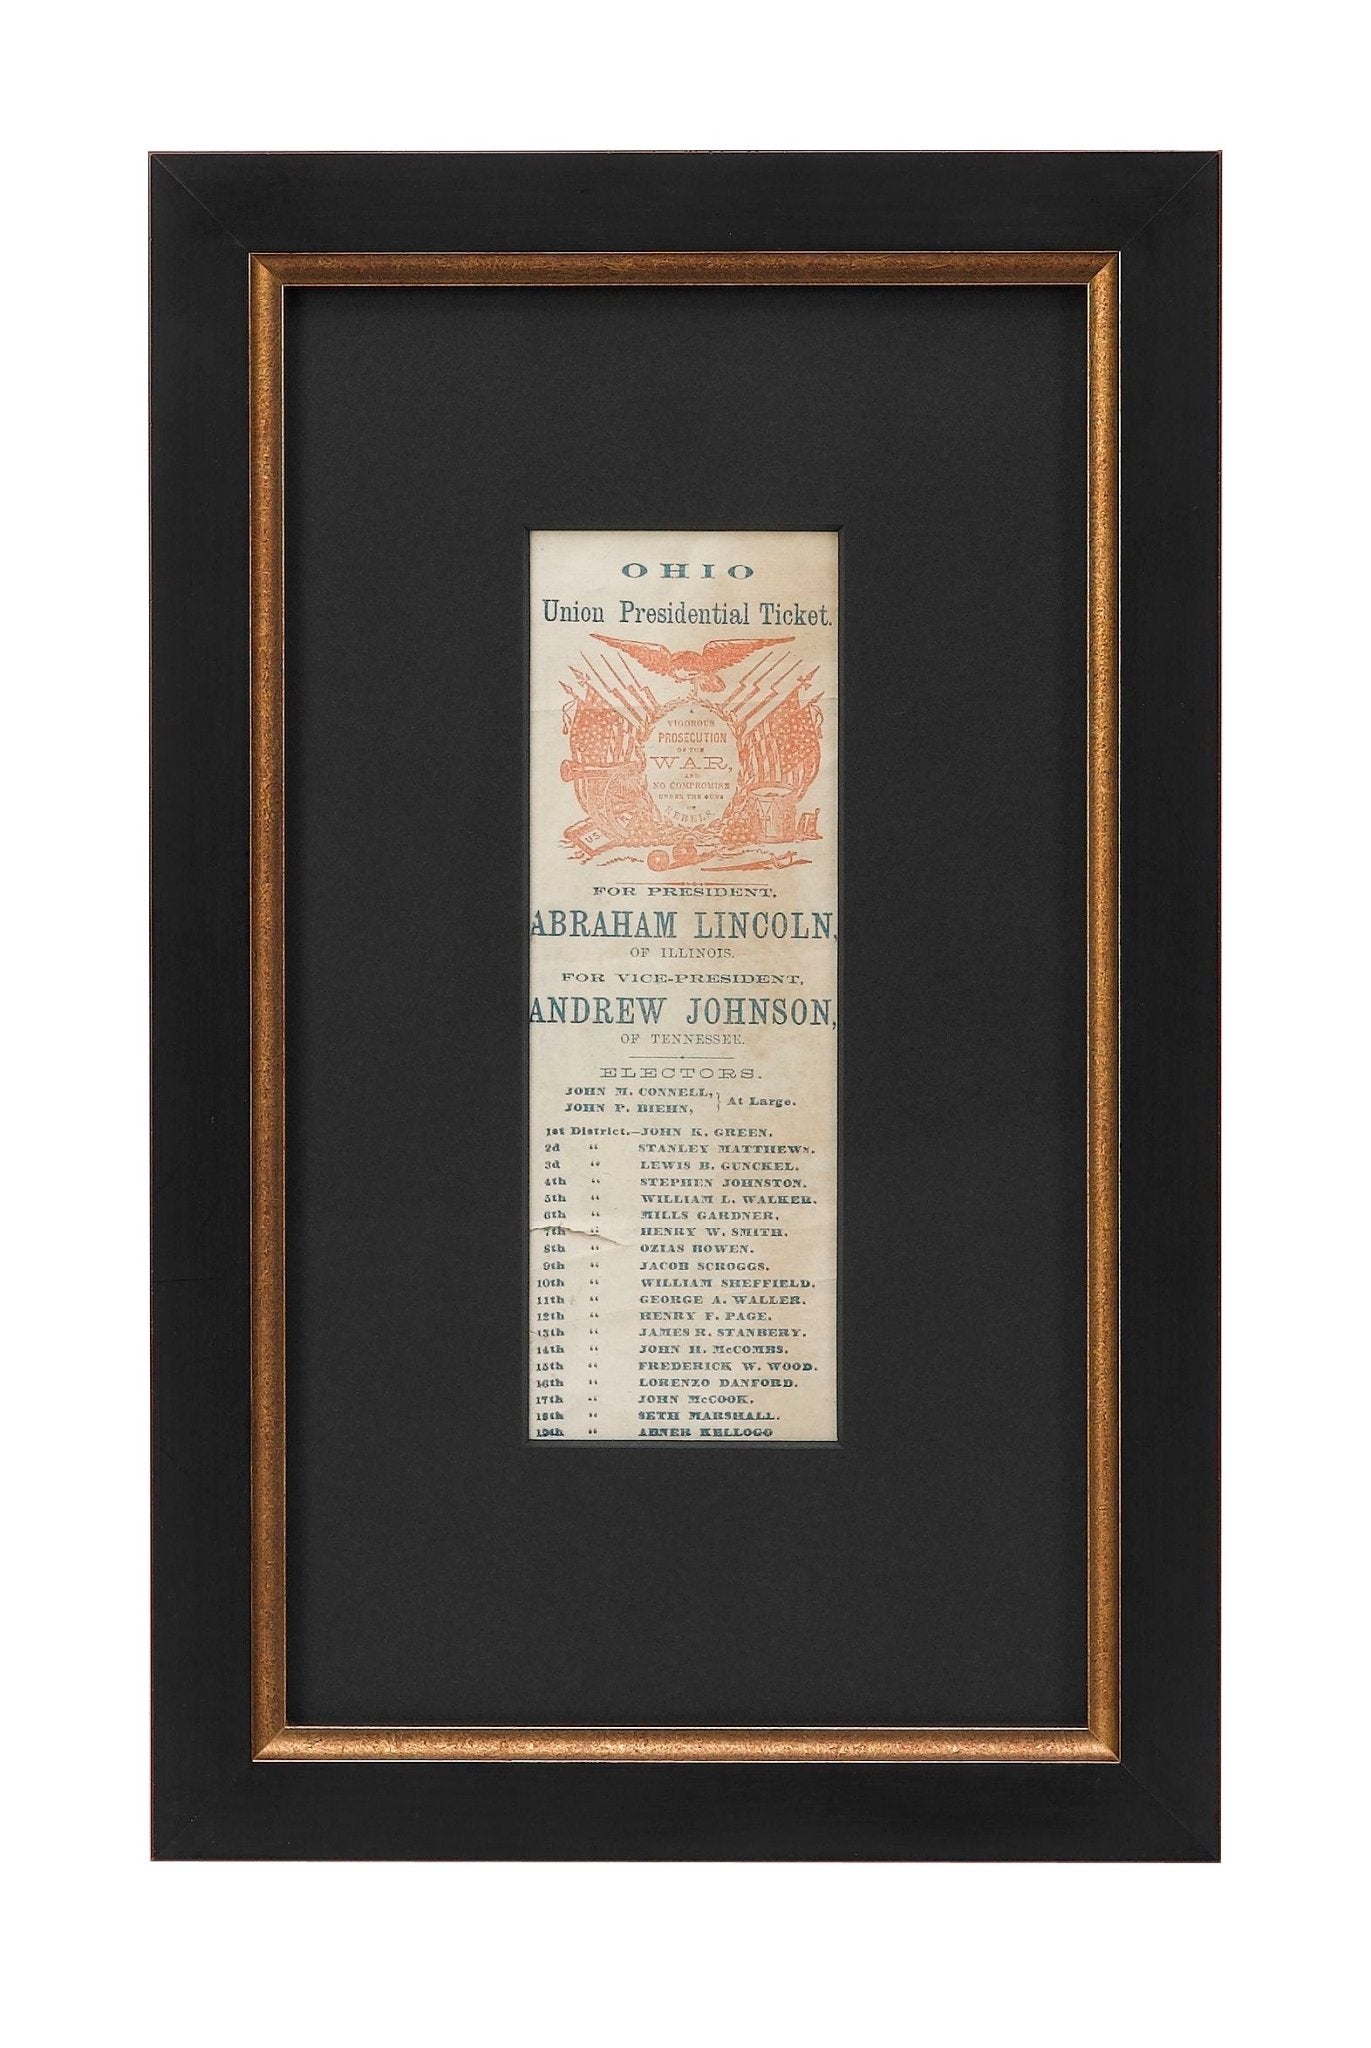 OHIO
Union Presidential Ticket.
A
VIGOROUS
PROSECUTION
OF THE
WAR,
AND
NO COMPROMISE
UNDER THE GUNS
OF
REBELS.
U.S.
FOR PRESIDENT,
ABRAHAM LINCOLN,
OF ILLINOIS.
FOR VICE-PRESIDENT,
ANDREW JOHNSON,
OF TENNESSEE.
ELECTORS.
JOHN M. CONNELL,
JOHN P. BIEHN, } At Large.
1st District.—JOHN K. GREEN.
2d " STANLEY MATTHEWS.
3d " LEWIS B. GUNCKEL.
4th " STEPHEN JOHNSTON.
5th " WILLIAM L. WALKER.
6th " MILLS GARDNER.
7th " HENRY W. SMITH.
8th " OZIAS BOWEN.
9th " JACOB SCROGGS.
10th " WILLIAM SHEFFIELD.
11th " GEORGE A. WALLER.
12th " HENRY F. PAGE.
13th " JAMES R. STANBERY.
14th " JOHN H. McCOMBS.
15th " FREDERICK W. WOOD.
16th " LORENZO DANFORD.
17th " JOHN McCOOK.
18th " SETH MARSHALL.
19th " ABNER KELLOGG